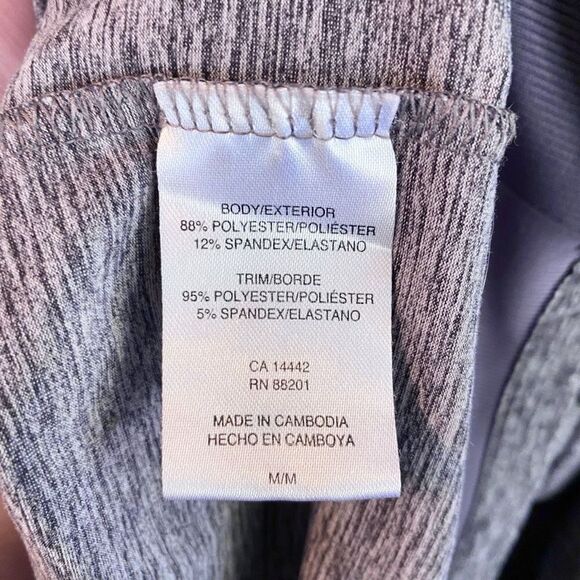 BODY/EXTERIOR
88% POLYESTER/POLIÉSTER
12% SPANDEX/ELASTANO
TRIM/BORDE
95% POLYESTER/POLIÉSTER
5% SPANDEX/ELASTANO
CA 14442
RN 88201
MADE IN CAMBODIA
HECHO EN CAMBOYA
M/M